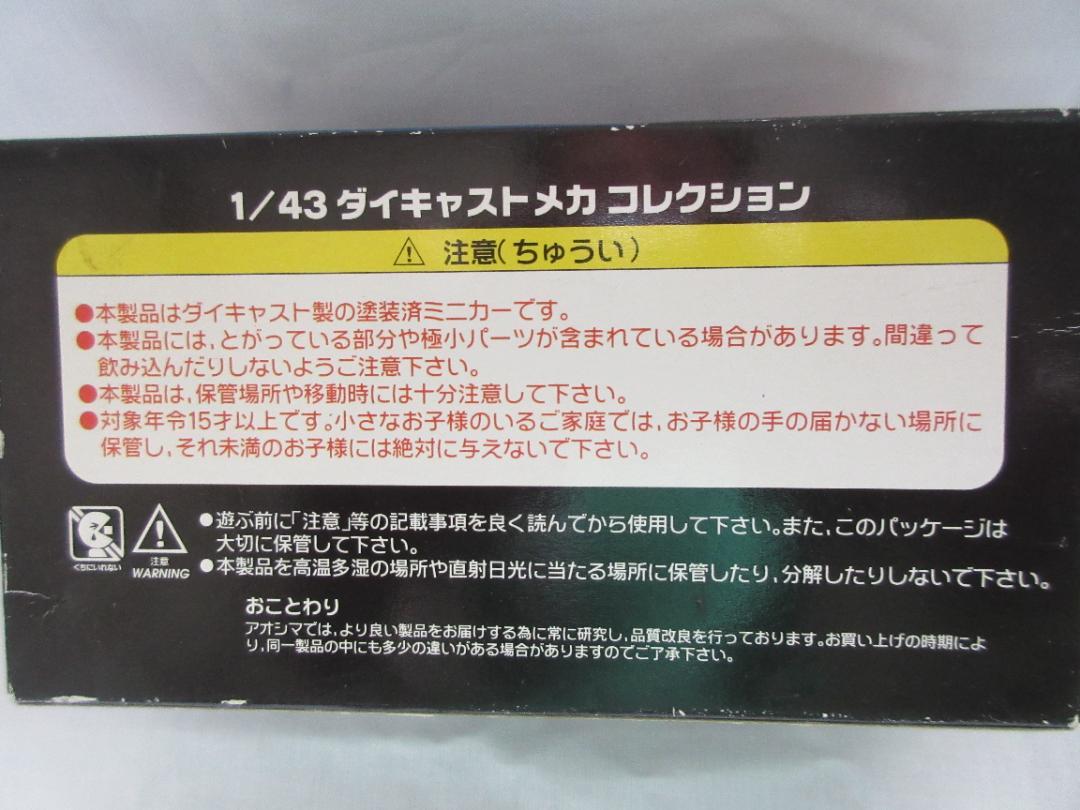 1/43 ダイキャストメカ コレクション
注意(ちゅうい)
●本製品はダイキャスト製の塗装済ミニカーです。
●本製品には,とがっている部分や極小パーツが含まれている場合があります。間違って
飲み込んだりしないようご注意下さい。
●本製品は,保管場所や移動時には十分注意して下さい。
●対象年令15才以上です。小さなお子様のいるご家庭では,お子様の手の届かない場所に
保管し,それ未満のお子様には絶対に与えないで下さい。
●遊ぶ前に「注意」等の記載事項を良く読んでから使用して下さい。また,このパッケージは
大切に保管して下さい。
くちにいれない
注意
WARNING
●本製品を高温多湿の場所や直射日光に当たる場所に保管したり,分解したりしないで下さい。
おことわり
アオシマでは,より良い製品をお届けする為に常に研究し,品質改良を行っております。お買い上げの時期によ
り,同一製品の中にも多少の違いがある場合がありますのでご了承下さい。